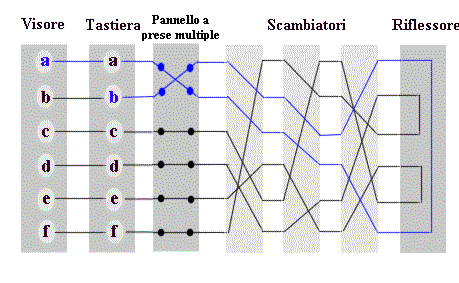 Visore Tastiera Pannello a prese multiple Scambiatori Riflessore
a a
b b
c c
d d
e e
f f